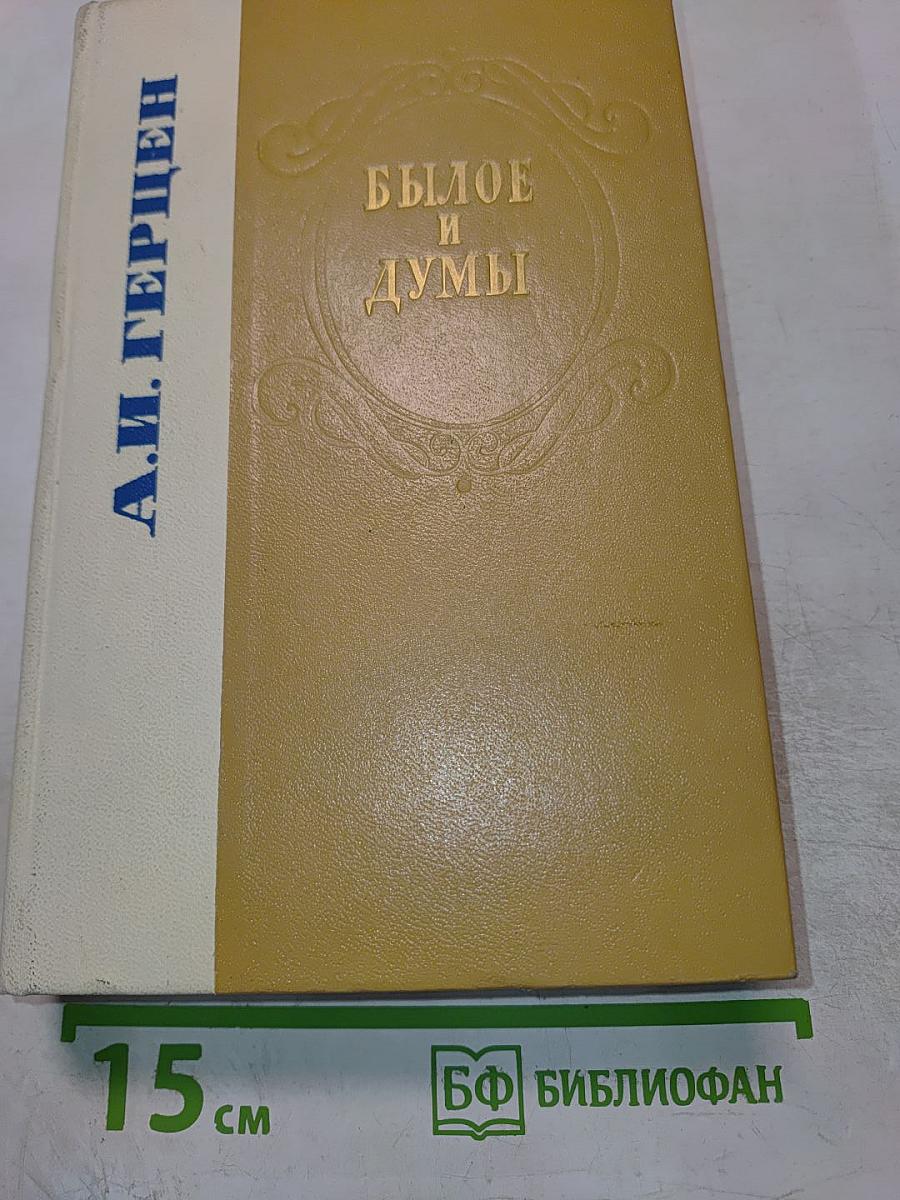 А.И. ГЕРЦЕН
БЫЛОЕ
И
ДУМЫ
15 см
БФ БИБЛИОФАН